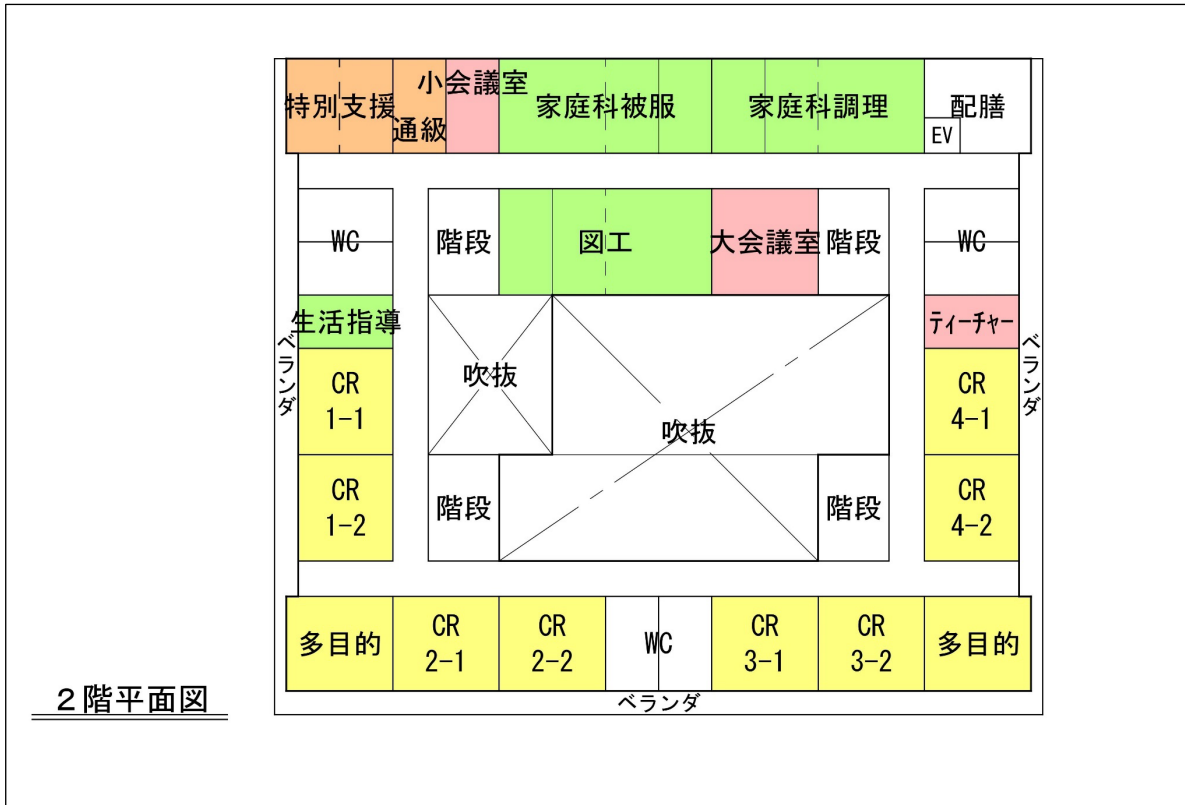 特別支援
通級
小会議室
家庭科被服
家庭科調理
配膳
EV
WC
階段
図工
大会議室
階段
WC
生活指導
ティーチャー
ベランダ
ベランダ
CR
1-1
吹抜
吹抜
CR
4-1
CR
1-2
階段
階段
CR
4-2
多目的
CR
2-1
CR
2-2
WC
CR
3-1
CR
3-2
多目的
ベランダ
２階平面図